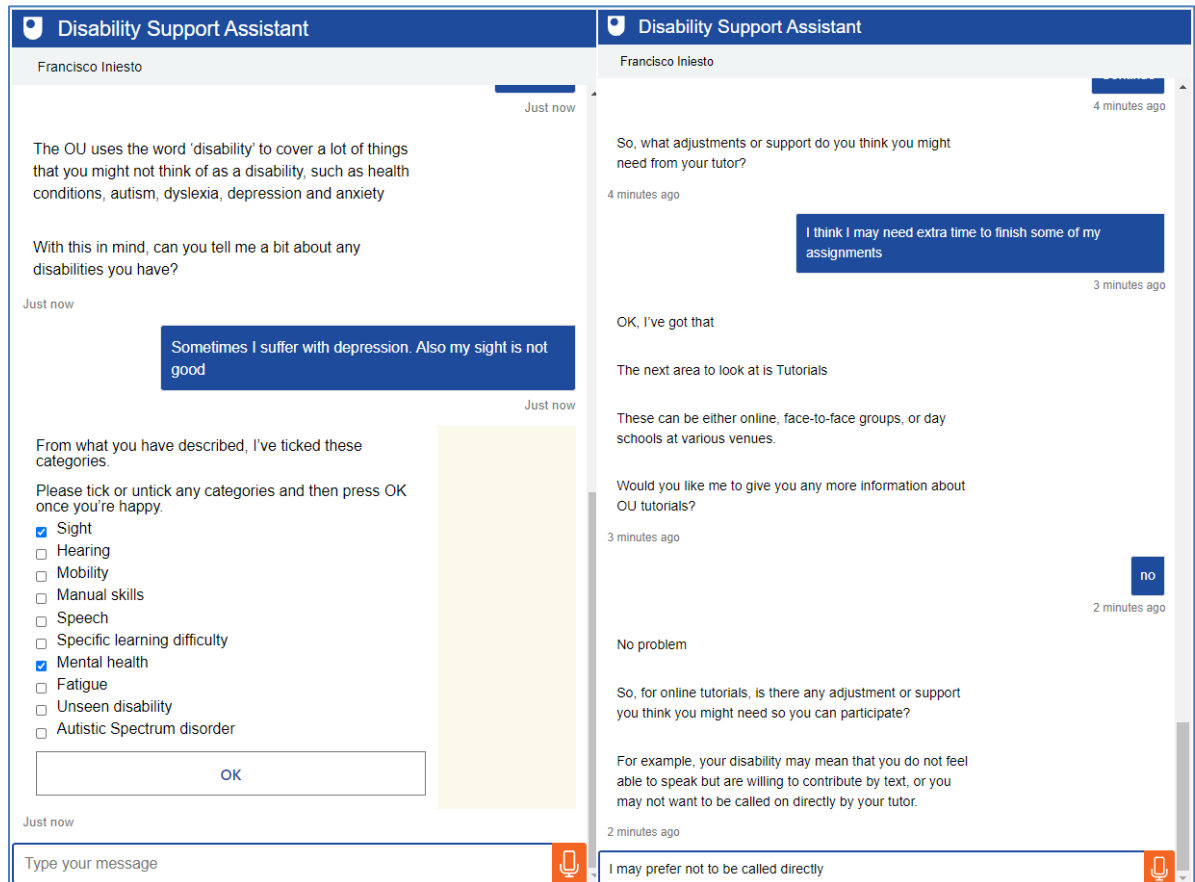 Disability Support Assistant
Francisco Iniesto
Just now
The OU uses the word ‘disability’ to cover a lot of things
that you might not think of as a disability, such as health
conditions, autism, dyslexia, depression and anxiety
With this in mind, can you tell me a bit about any
disabilities you have?
Just now
Sometimes I suffer with depression. Also my sight is not
good
Just now
From what you have described, I’ve ticked these
categories.
Please tick or untick any categories and then press OK
once you’re happy.
Sight
Hearing
Mobility
Manual skills
Speech
Specific learning difficulty
Mental health
Fatigue
Unseen disability
Autistic Spectrum disorder
OK
Just now
Type your message
Disability Support Assistant
Francisco Iniesto
4 minutes ago
So, what adjustments or support do you think you might
need from your tutor?
4 minutes ago
I think I may need extra time to finish some of my
assignments
3 minutes ago
OK, I’ve got that
The next area to look at is Tutorials
These can be either online, face-to-face groups, or day
schools at various venues.
Would you like me to give you any more information about
OU tutorials?
3 minutes ago
no
2 minutes ago
No problem
So, for online tutorials, is there any adjustment or support
you think you might need so you can participate?
For example, your disability may mean that you do not feel
able to speak but are willing to contribute by text, or you
may not want to be called on directly by your tutor.
2 minutes ago
I may prefer not to be called directly